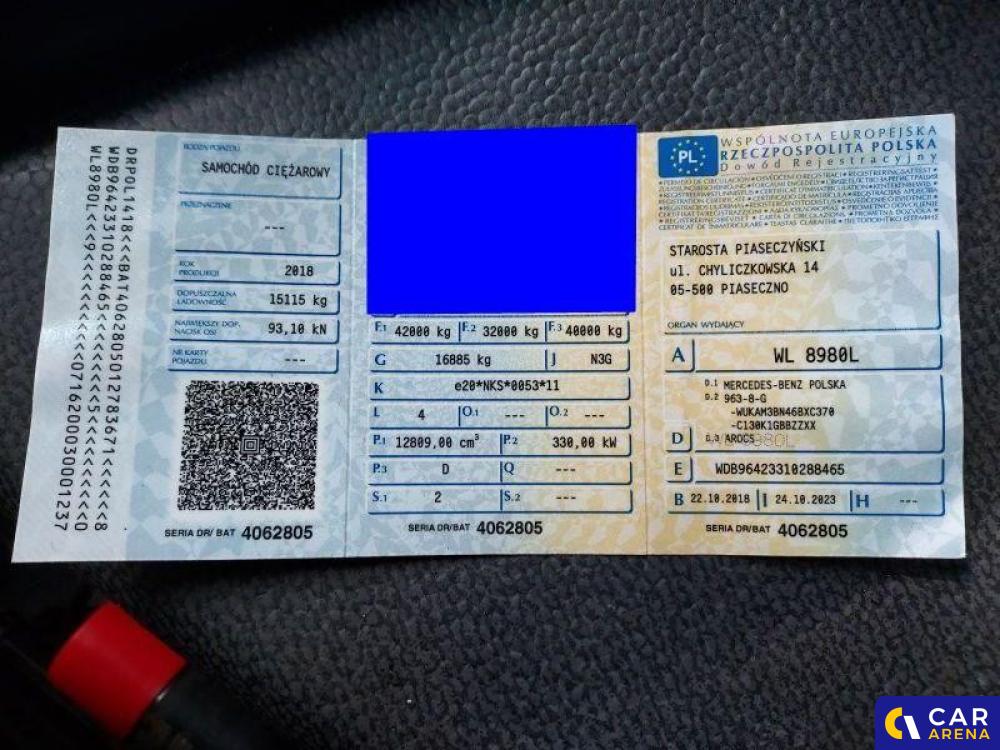 DRPOL1A18<<BAT4062805012783671<<<<<8
WDB96423310288465<<<<<<<5<<<<<<<<<<0
WL8980L<<9<<<<<<<<<0716200030001237
RODZAJ POJAZDU
SAMOCHÓD CIĘŻAROWY
PRZEZNACZENIE
---
ROK PRODUKCJI
2018
DOPUSZCZALNA ŁADOWNOŚĆ
15115 kg
NAJWIĘKSZY DOP. NACISK OSI
93,10 kN
NR KARTY POJAZDU
---
SERIA DR/ BAT 4062805
F.1 42000 kg F.2 32000 kg F.3 40000 kg
G 16885 kg J N3G
K e20*NKS*0053*11
L 4 O.1 --- O.2 ---
P.1 12809,00 cm³ P.2 330,00 kW
P.3 D Q ---
S.1 2 S.2 ---
SERIA DR/BAT 4062805
PL
WSPÓLNOTA EUROPEJSKA
RZECZPOSPOLITA POLSKA
Dowód Rejestracyjny
STAROSTA PIASECZYŃSKI
ul. CHYLICZKOWSKA 14
05-500 PIASECZNO
ORGAN WYDAJĄCY
A WL 8980L
D.1 MERCEDES-BENZ POLSKA
D.2 963-8-G
-WUKAM3BN46BXC370
-C130K1GBBZZXX
D D.3 AROCS
E WDB96423310288465
B 22.10.2018 I 24.10.2023 H ---
SERIA DR/BAT 4062805
CAR
ARENA